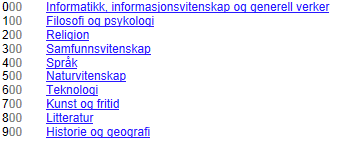 000 Informatikk, informasjonsvitenskap og generell verker
100 Filosofi og psykologi
200 Religion
300 Samfunnsvitenskap
400 Språk
500 Naturvitenskap
600 Teknologi
700 Kunst og fritid
800 Litteratur
900 Historie og geografi